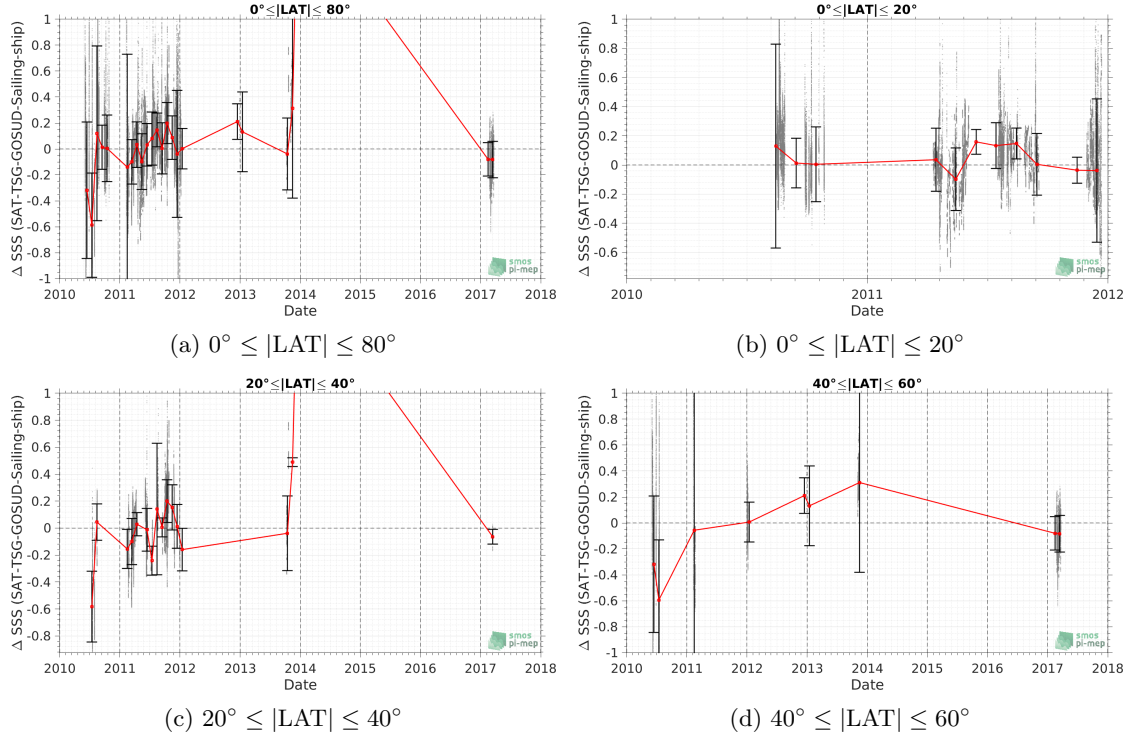 0°≤|LAT|≤ 80°
Δ SSS (SAT-TSG-GOSUD-Sailing-ship)
1
0.8
0.6
0.4
0.2
0
-0.2
-0.4
-0.6
-0.8
-1
2010 2011 2012 2013 2014 2015 2016 2017 2018
Date
smos
pi-mep
(a) 0° ≤ |LAT| ≤ 80°
0°≤|LAT|≤ 20°
Δ SSS (SAT-TSG-GOSUD-Sailing-ship)
1
0.8
0.6
0.4
0.2
0
-0.2
-0.4
-0.6
2010 2011 2012
Date
smos
pi-mep
(b) 0° ≤ |LAT| ≤ 20°
20°≤|LAT|≤ 40°
Δ SSS (SAT-TSG-GOSUD-Sailing-ship)
1
0.8
0.6
0.4
0.2
0
-0.2
-0.4
-0.6
-0.8
2010 2011 2012 2013 2014 2015 2016 2017 2018
Date
smos
pi-mep
(c) 20° ≤ |LAT| ≤ 40°
40°≤|LAT|≤ 60°
Δ SSS (SAT-TSG-GOSUD-Sailing-ship)
1
0.8
0.6
0.4
0.2
0
-0.2
-0.4
-0.6
-0.8
-1
2010 2011 2012 2013 2014 2015 2016 2017 2018
Date
smos
pi-mep
(d) 40° ≤ |LAT| ≤ 60°